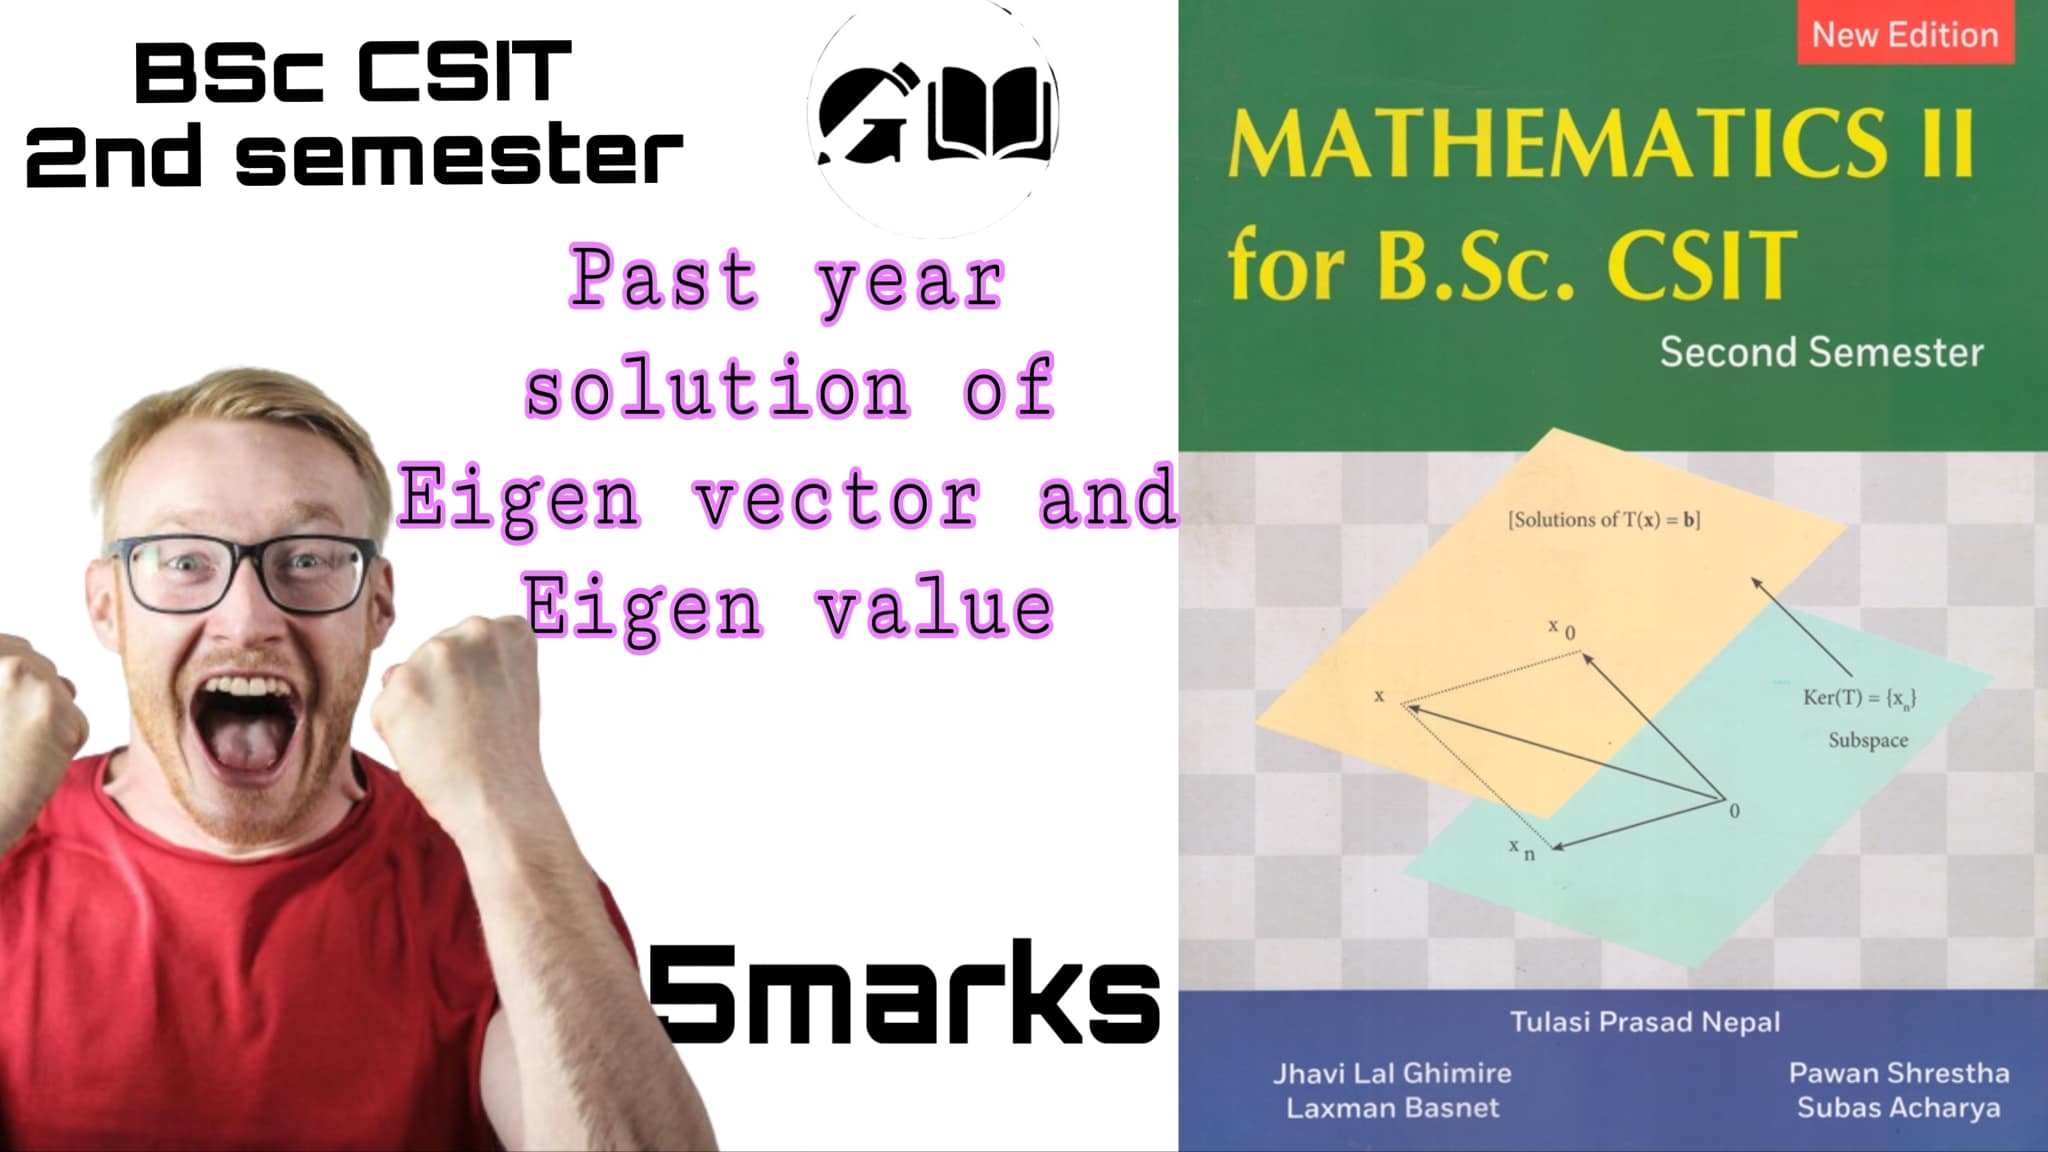 BSc CSIT
2nd semester
Past year
solution of
Eigen vector and
Eigen value
5marks
New Edition
MATHEMATICS II
for B.Sc. CSIT
Second Semester
[Solutions of T(x) = b]
x 0
x
Ker(T) = {xn}
Subspace
0
x n
Tulasi Prasad Nepal
Jhavi Lal Ghimire
Pawan Shrestha
Laxman Basnet
Subas Acharya